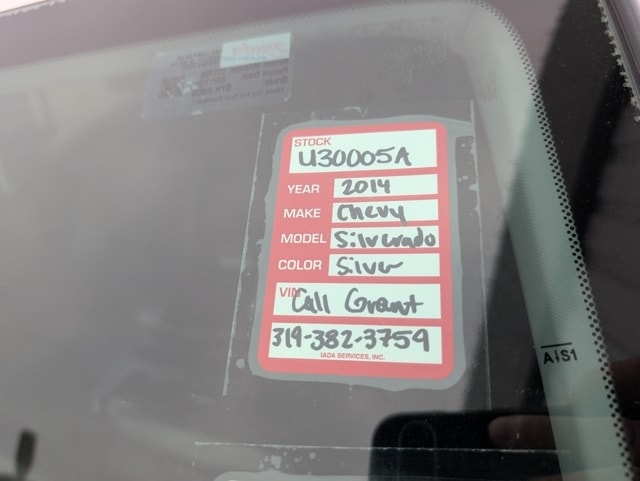 STOCK
U30005A
YEAR 2014
MAKE Chevy
MODEL Silverado
COLOR Silver
VIN Call Grant
319-382-3759
IADA SERVICES, INC.
A|S1